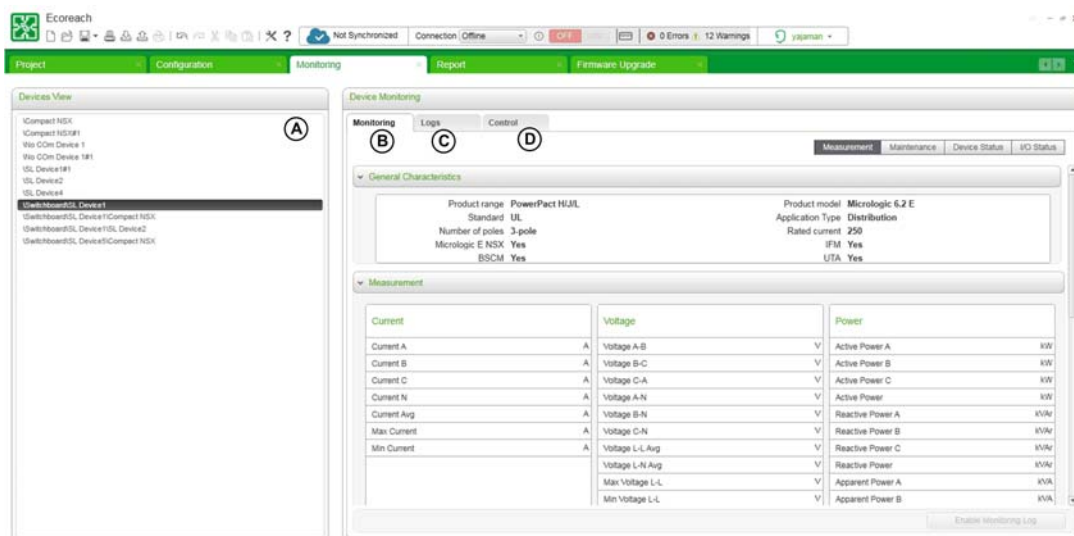 Ecoreach
Not Synchronized Connection Offline OFF 0 Errors 12 Warnings yajaman
Project Configuration Monitoring Report Firmware Upgrade
Devices View
\Compact NSX
\Compact NSX#1
\No COm Device 1
\No COm Device 1#1
\SL Device1#1
\SL Device2
\SL Device4
\Switchboard\SL Device1
\Switchboard\SL Device1\Compact NSX
\Switchboard\SL Device1\SL Device2
\Switchboard\SL Device5\Compact NSX
A
Device Monitoring
Monitoring Logs Control
B C D
Measurement Maintenance Device Status I/O Status
General Characteristics
Product range PowerPact H/J/L Product model Micrologic 6.2 E
Standard UL Application Type Distribution
Number of poles 3-pole Rated current 250
Micrologic E NSX Yes IFM Yes
BSCM Yes UTA Yes
Measurement
Current Voltage Power
Current A A Voltage A-B V Active Power A kW
Current B A Voltage B-C V Active Power B kW
Current C A Voltage C-A V Active Power C kW
Current N A Voltage A-N V Active Power kW
Current Avg A Voltage B-N V Reactive Power A kVAr
Max Current A Voltage C-N V Reactive Power B kVAr
Min Current A Voltage L-L Avg V Reactive Power C kVAr
Voltage L-N Avg V Reactive Power kVAr
Max Voltage L-L V Apparent Power A kVA
Min Voltage L-L V Apparent Power B kVA
Enable Monitoring Log